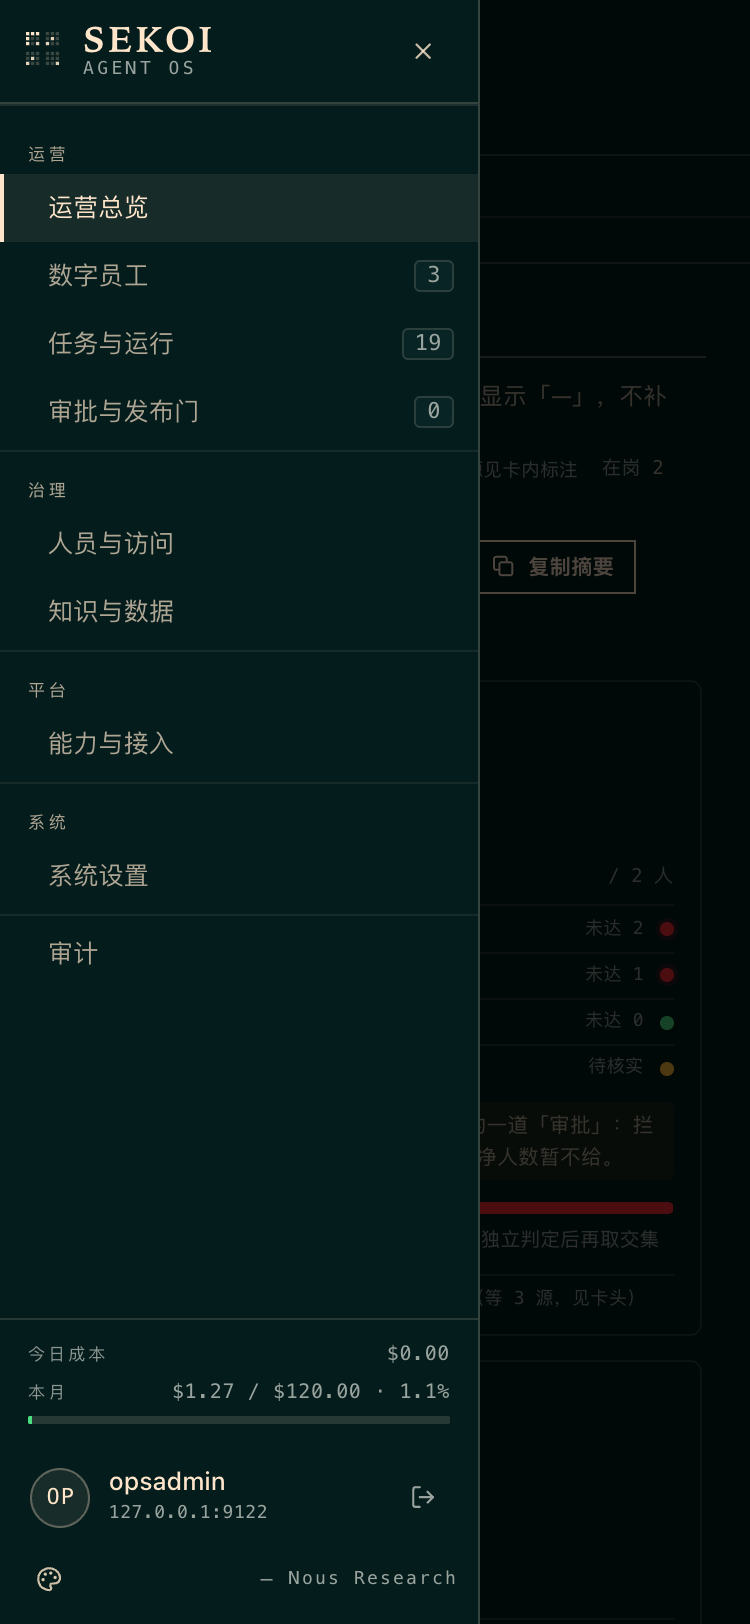 SEKOI
AGENT OS
运营
运营总览
数字员工 3
任务与运行 19
审批与发布门 0
治理
人员与访问
知识与数据
平台
能力与接入
系统
系统设置
审计
今日成本 $0.00
本月 $1.27 / $120.00 · 1.1%
OP
opsadmin
127.0.0.1:9122
— Nous Research
显示「—」, 不补
见卡内标注 在岗 2
复制摘要
/ 2 人
未达 2
未达 1
未达 0
待核实
一道「审批」: 拦
净人数暂不给。
独立判定后再取交集
(等 3 源, 见卡头)